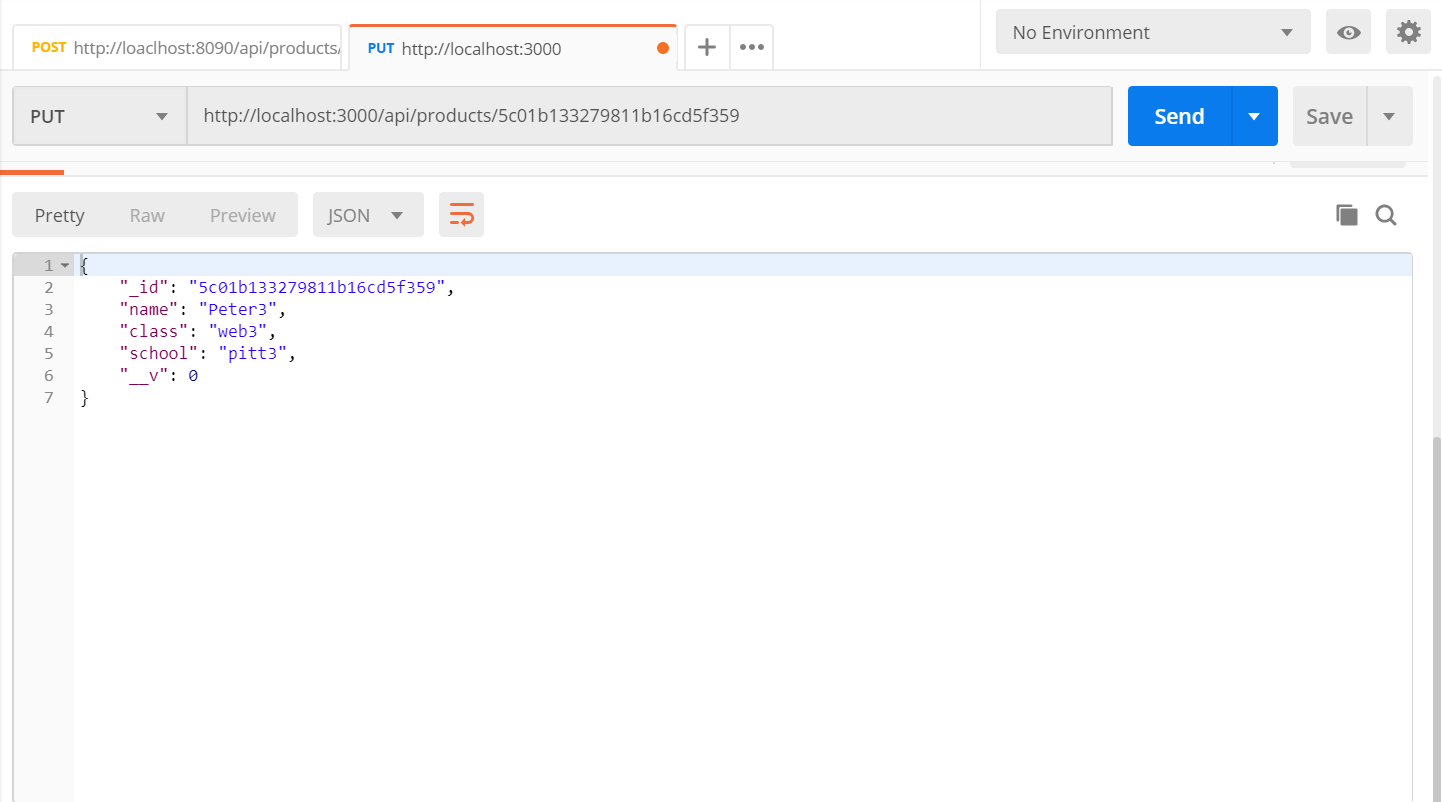 POST http://loaclhost:8090/api/products/
PUT http://localhost:3000
No Environment
PUT http://localhost:3000/api/products/5c01b133279811b16cd5f359 Send Save
Pretty Raw Preview JSON
1 {
2 "_id": "5c01b133279811b16cd5f359",
3 "name": "Peter3",
4 "class": "web3",
5 "school": "pitt3",
6 "__v": 0
7 }